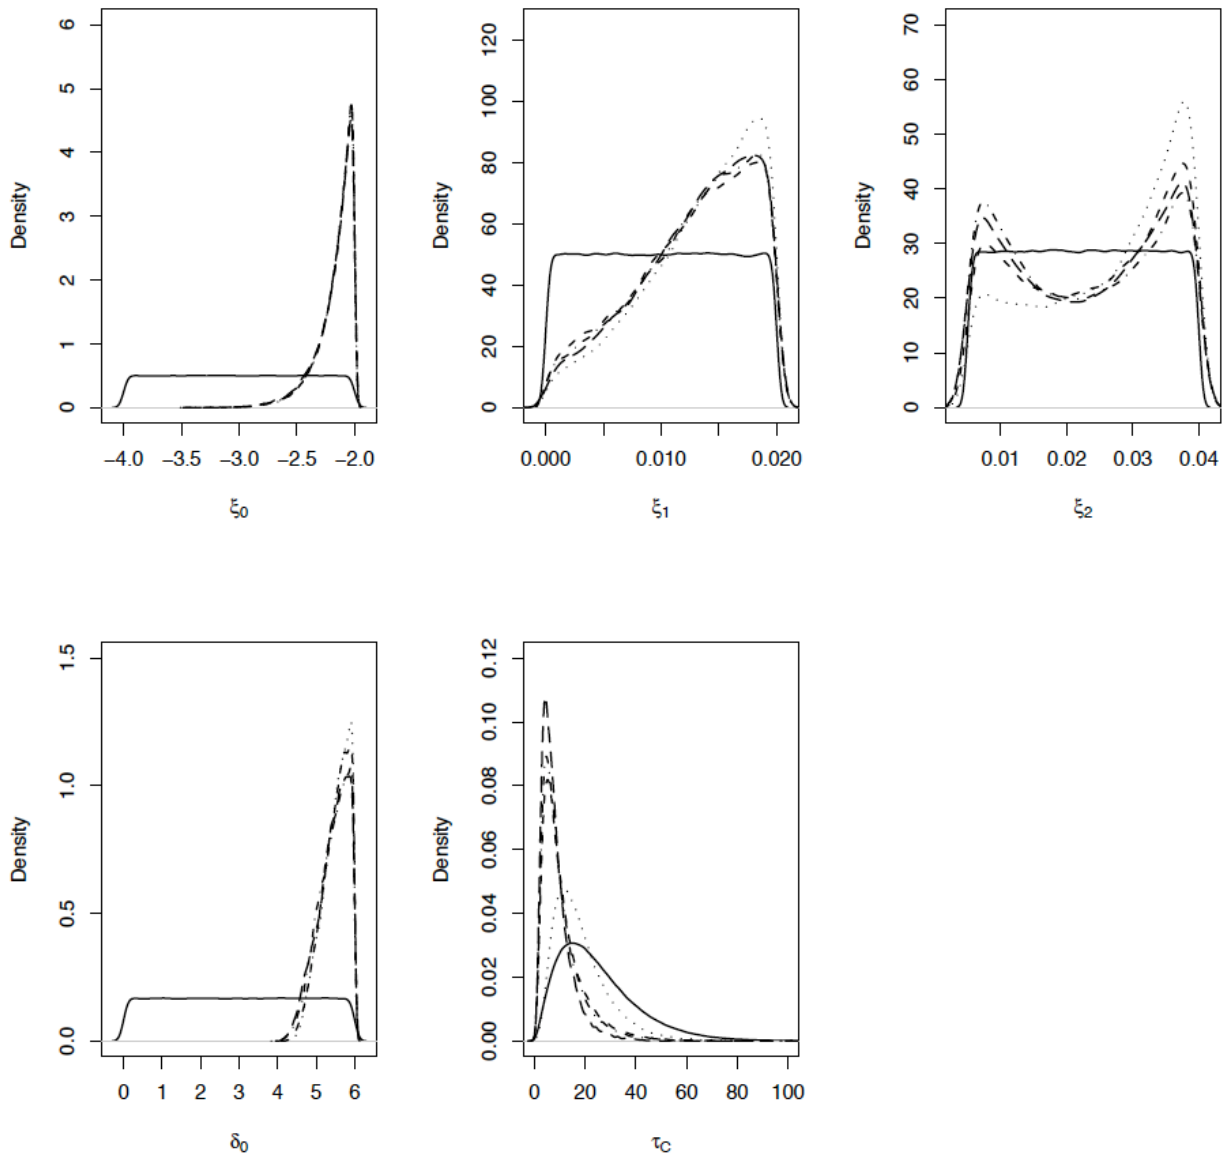 Density
0 1 2 3 4 5 6
−4.0 −3.5 −3.0 −2.5 −2.0
ξ0
Density
0 20 40 60 80 100 120
0.000 0.010 0.020
ξ1
Density
0 10 20 30 40 50 60 70
0.01 0.02 0.03 0.04
ξ2
Density
0.0 0.5 1.0 1.5
0 1 2 3 4 5 6
δ0
Density
0.00 0.02 0.04 0.06 0.08 0.10 0.12
0 20 40 60 80 100
τC